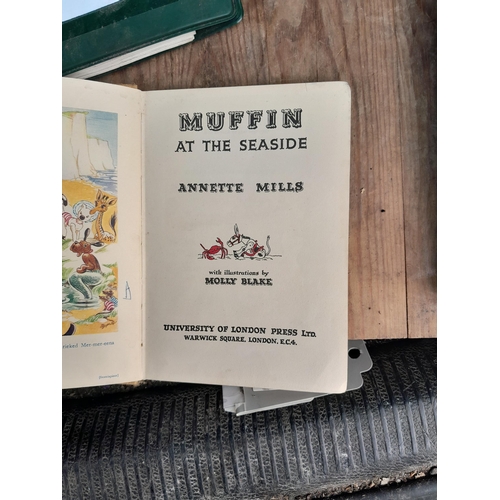 MUFFIN
AT THE SEASIDE
ANNETTE MILLS
with illustrations by
MOLLY BLAKE
UNIVERSITY OF LONDON PRESS LTD.
WARWICK SQUARE, LONDON, E.C.4.